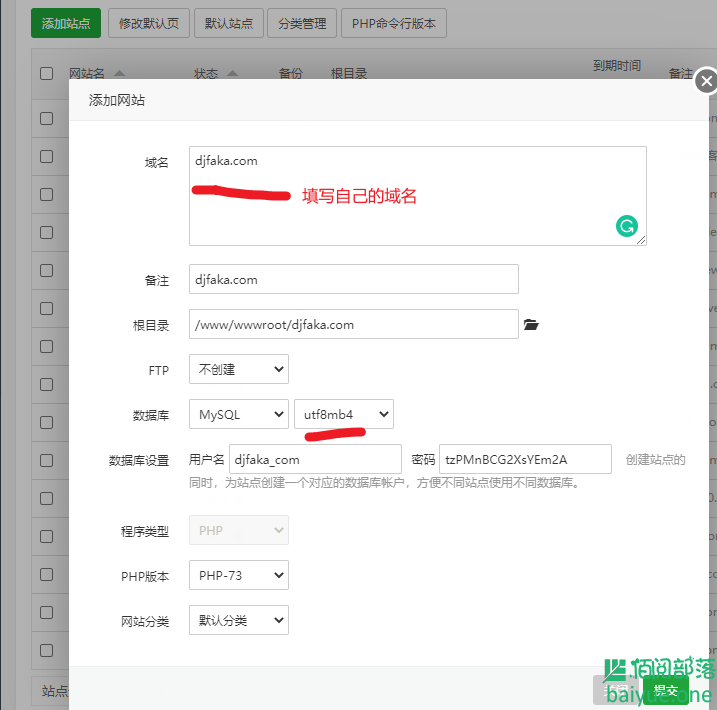 添加站点 修改默认页 默认站点 分类管理 PHP命令行版本
网站名 状态 备份 根目录 到期时间 备注
添加网站
域名 djfaka.com
填写自己的域名
备注 djfaka.com
根目录 /www/wwwroot/djfaka.com
FTP 不创建
数据库 MySQL utf8mb4
数据库设置 用户名 djfaka_com 密码 tzPMnBCG2XsYEm2A 创建站点的
同时，为站点创建一个对应的数据库帐户，方便不同站点使用不同数据库。
程序类型 PHP
PHP版本 PHP-73
网站分类 默认分类
站点
提交
佰阅部落
baiyue.one